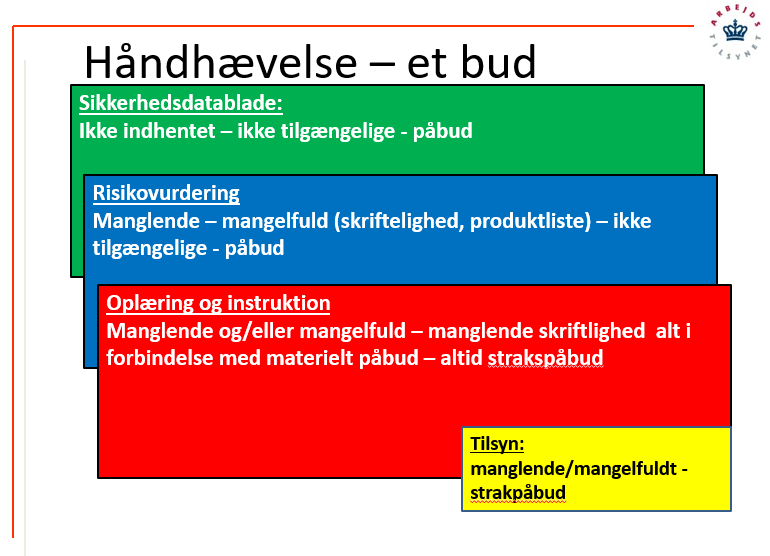 ARBEJDS
TILSYNET
Håndhævelse – et bud
Sikkerhedsdatablade:
Ikke indhentet – ikke tilgængelige - påbud
Risikovurdering
Manglende – mangelfuld (skriftelighed, produktliste) – ikke
tilgængelige - påbud
Oplæring og instruktion
Manglende og/eller mangelfuld – manglende skriftlighed  alt i
forbindelse med materielt påbud – altid strakspåbud
Tilsyn:
manglende/mangelfuldt -
strakpåbud